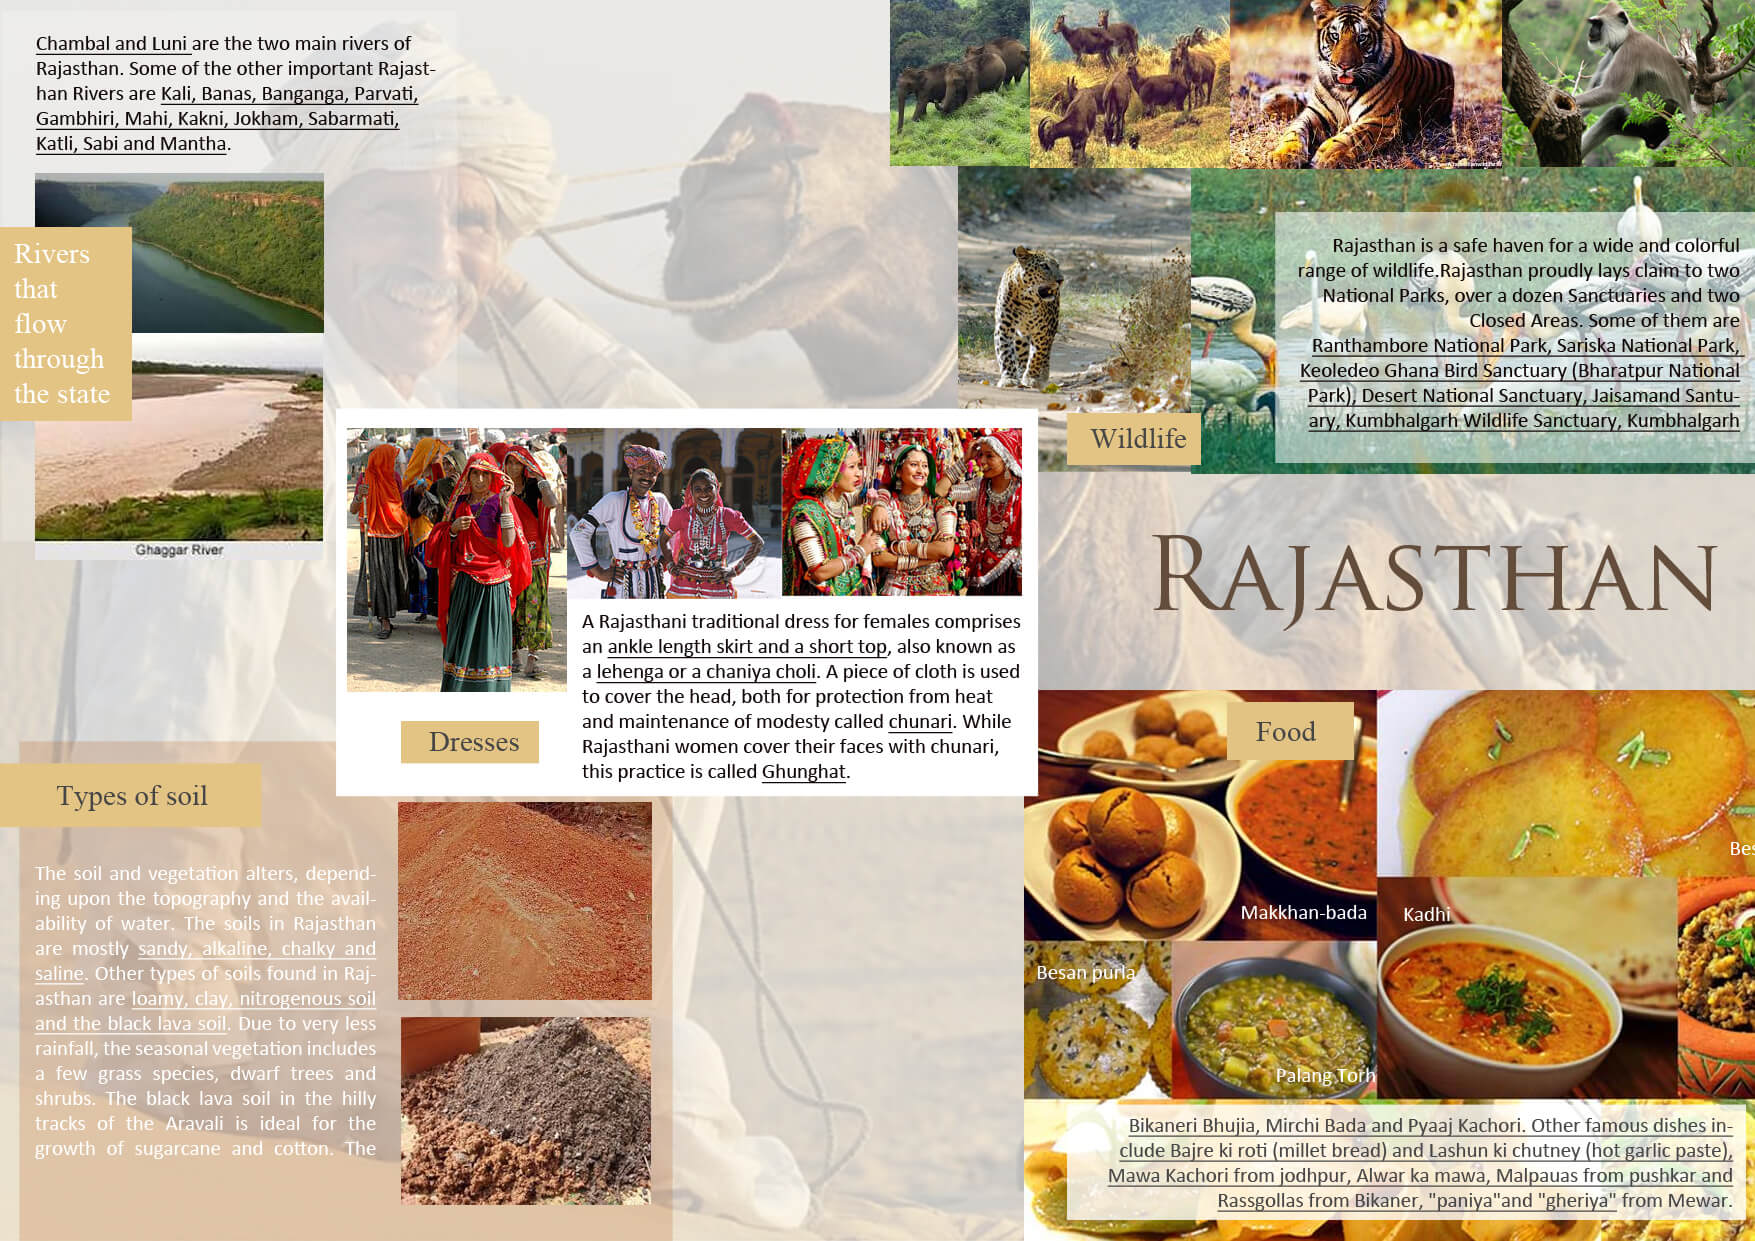 Chambal and Luni are the two main rivers of
Rajasthan. Some of the other important Rajast-
han Rivers are Kali, Banas, Banganga, Parvati,
Gambhiri, Mahi, Kakni, Jokham, Sabarmati,
Katli, Sabi and Mantha.
Rivers
that
flow
through
the state
Ghaggar River
Rajasthan is a safe haven for a wide and colorful
range of wildlife.Rajasthan proudly lays claim to two
National Parks, over a dozen Sanctuaries and two
Closed Areas. Some of them are
Ranthambore National Park, Sariska National Park,
Keoledeo Ghana Bird Sanctuary (Bharatpur National
Park), Desert National Sanctuary, Jaisamand Santu-
ary, Kumbhalgarh Wildlife Sanctuary, Kumbhalgarh
Wildlife
RAJASTHAN
A Rajasthani traditional dress for females comprises
an ankle length skirt and a short top, also known as
a lehenga or a chaniya choli. A piece of cloth is used
to cover the head, both for protection from heat
and maintenance of modesty called chunari. While
Rajasthani women cover their faces with chunari,
this practice is called Ghunghat.
Dresses
Types of soil
The soil and vegetation alters, depend-
ing upon the topography and the avail-
ability of water. The soils in Rajasthan
are mostly sandy, alkaline, chalky and
saline. Other types of soils found in Raj-
asthan are loamy, clay, nitrogenous soil
and the black lava soil. Due to very less
rainfall, the seasonal vegetation includes
a few grass species, dwarf trees and
shrubs. The black lava soil in the hilly
tracks of the Aravali is ideal for the
growth of sugarcane and cotton. The
Food
Bes
Makkhan-bada
Kadhi
Besan purla
Palang Torh
Bikaneri Bhujia, Mirchi Bada and Pyaaj Kachori. Other famous dishes in-
clude Bajre ki roti (millet bread) and Lashun ki chutney (hot garlic paste),
Mawa Kachori from jodhpur, Alwar ka mawa, Malpauas from pushkar and
Rassgollas from Bikaner, "paniya"and "gheriya" from Mewar.